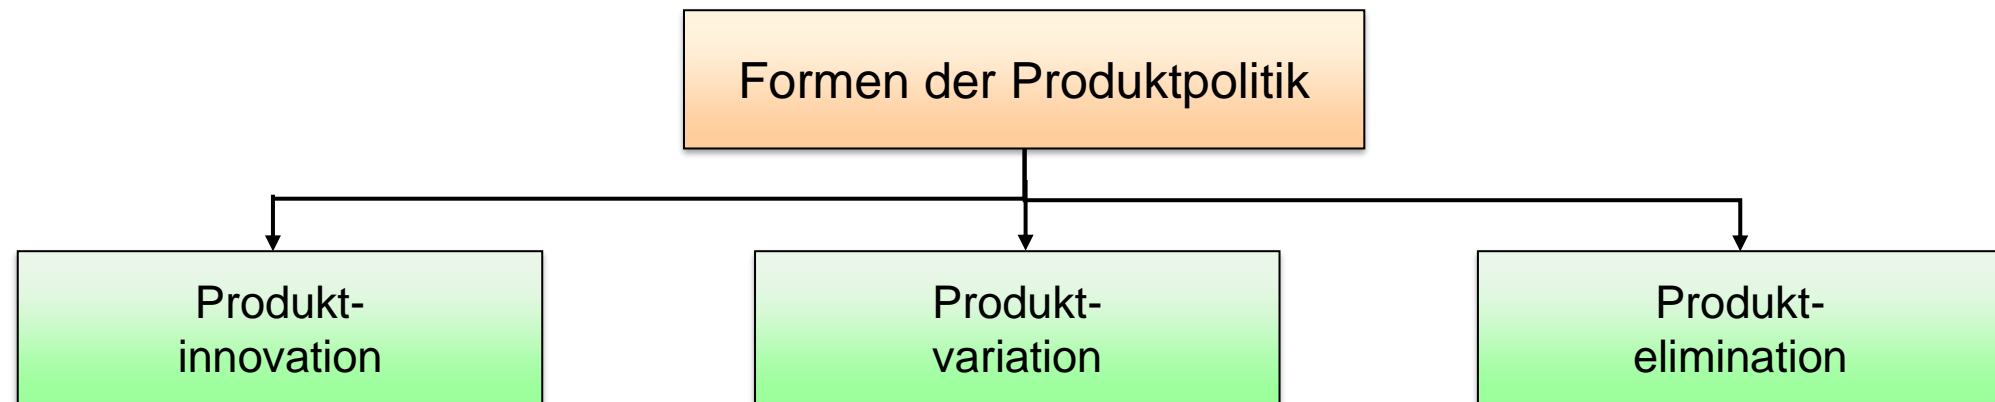 Formen der Produktpolitik
Produkt-
innovation
Produkt-
variation
Produkt-
elimination